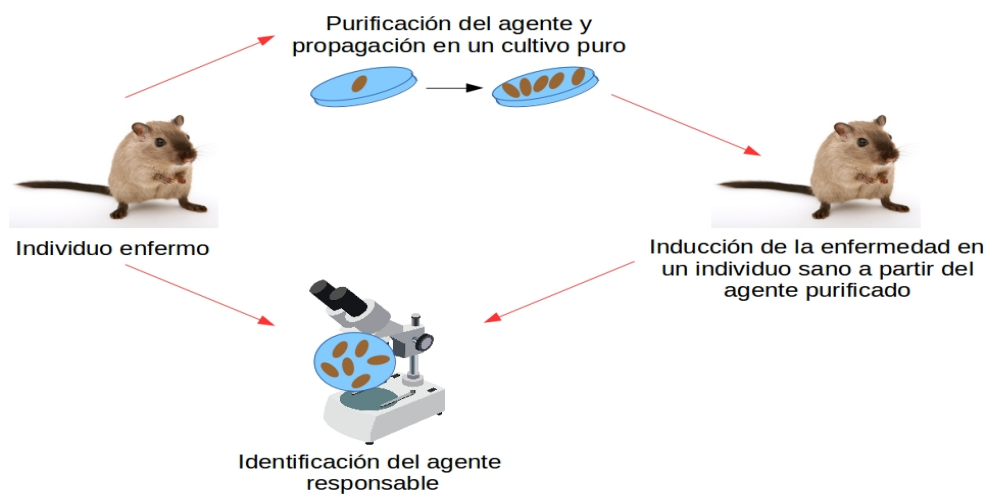 Purificación del agente y
propagación en un cultivo puro
Individuo enfermo
Inducción de la enfermedad en
un individuo sano a partir del
agente purificado
Identificación del agente
responsable